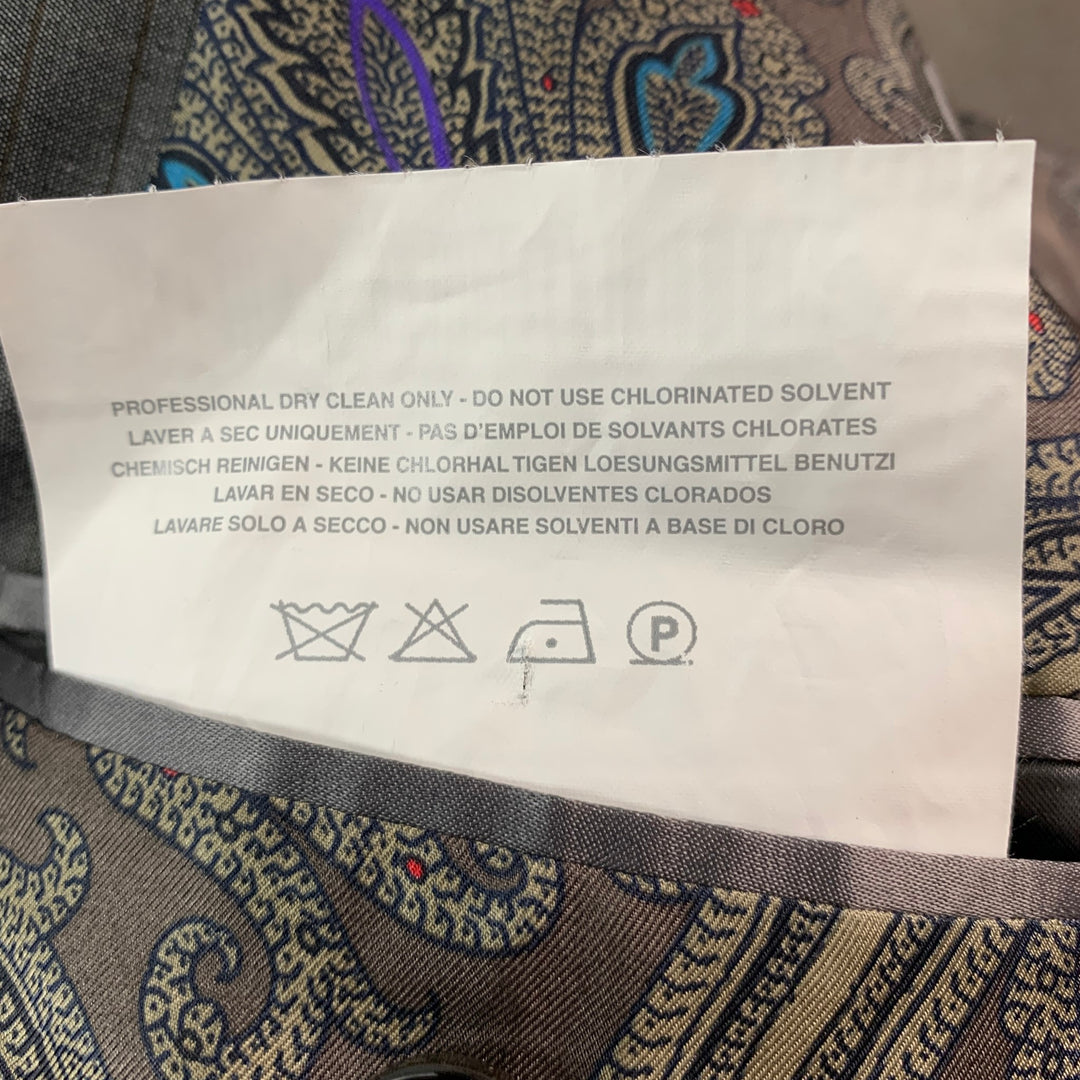 PROFESSIONAL DRY CLEAN ONLY - DO NOT USE CHLORINATED SOLVENT
LAVER A SEC UNIQUEMENT - PAS D'EMPLOI DE SOLVANTS CHLORATES
CHEMISCH REINIGEN - KEINE CHLORHALTIGEN LOESUNGSMITTEL BENUTZI
LAVAR EN SECO - NO USAR DISOLVENTES CLORADOS
LAVARE SOLO A SECCO - NON USARE SOLVENTI A BASE DI CLORO
P